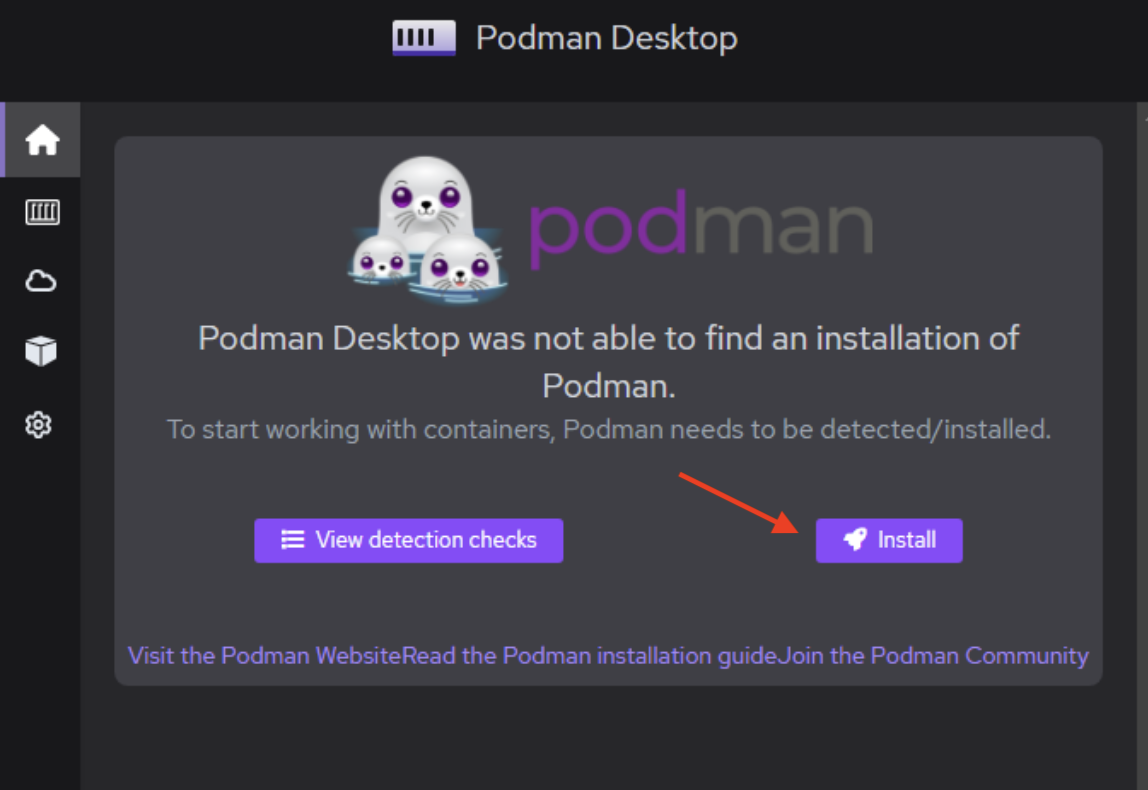 Podman Desktop
podman
Podman Desktop was not able to find an installation of
Podman.
To start working with containers, Podman needs to be detected/installed.
View detection checks
Install
Visit the Podman WebsiteRead the Podman installation guideJoin the Podman Community